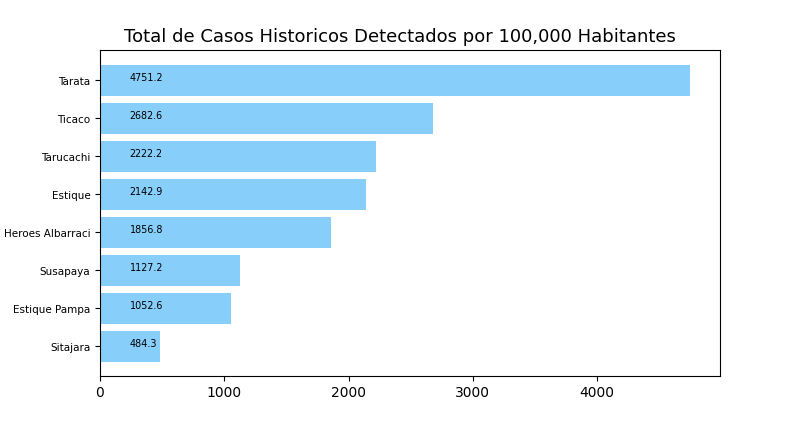 Total de Casos Historicos Detectados por 100,000 Habitantes
Tarata 4751.2
Ticaco 2682.6
Tarucachi 2222.2
Estique 2142.9
Heroes Albarraci 1856.8
Susapaya 1127.2
Estique Pampa 1052.6
Sitajara 484.3
0 1000 2000 3000 4000